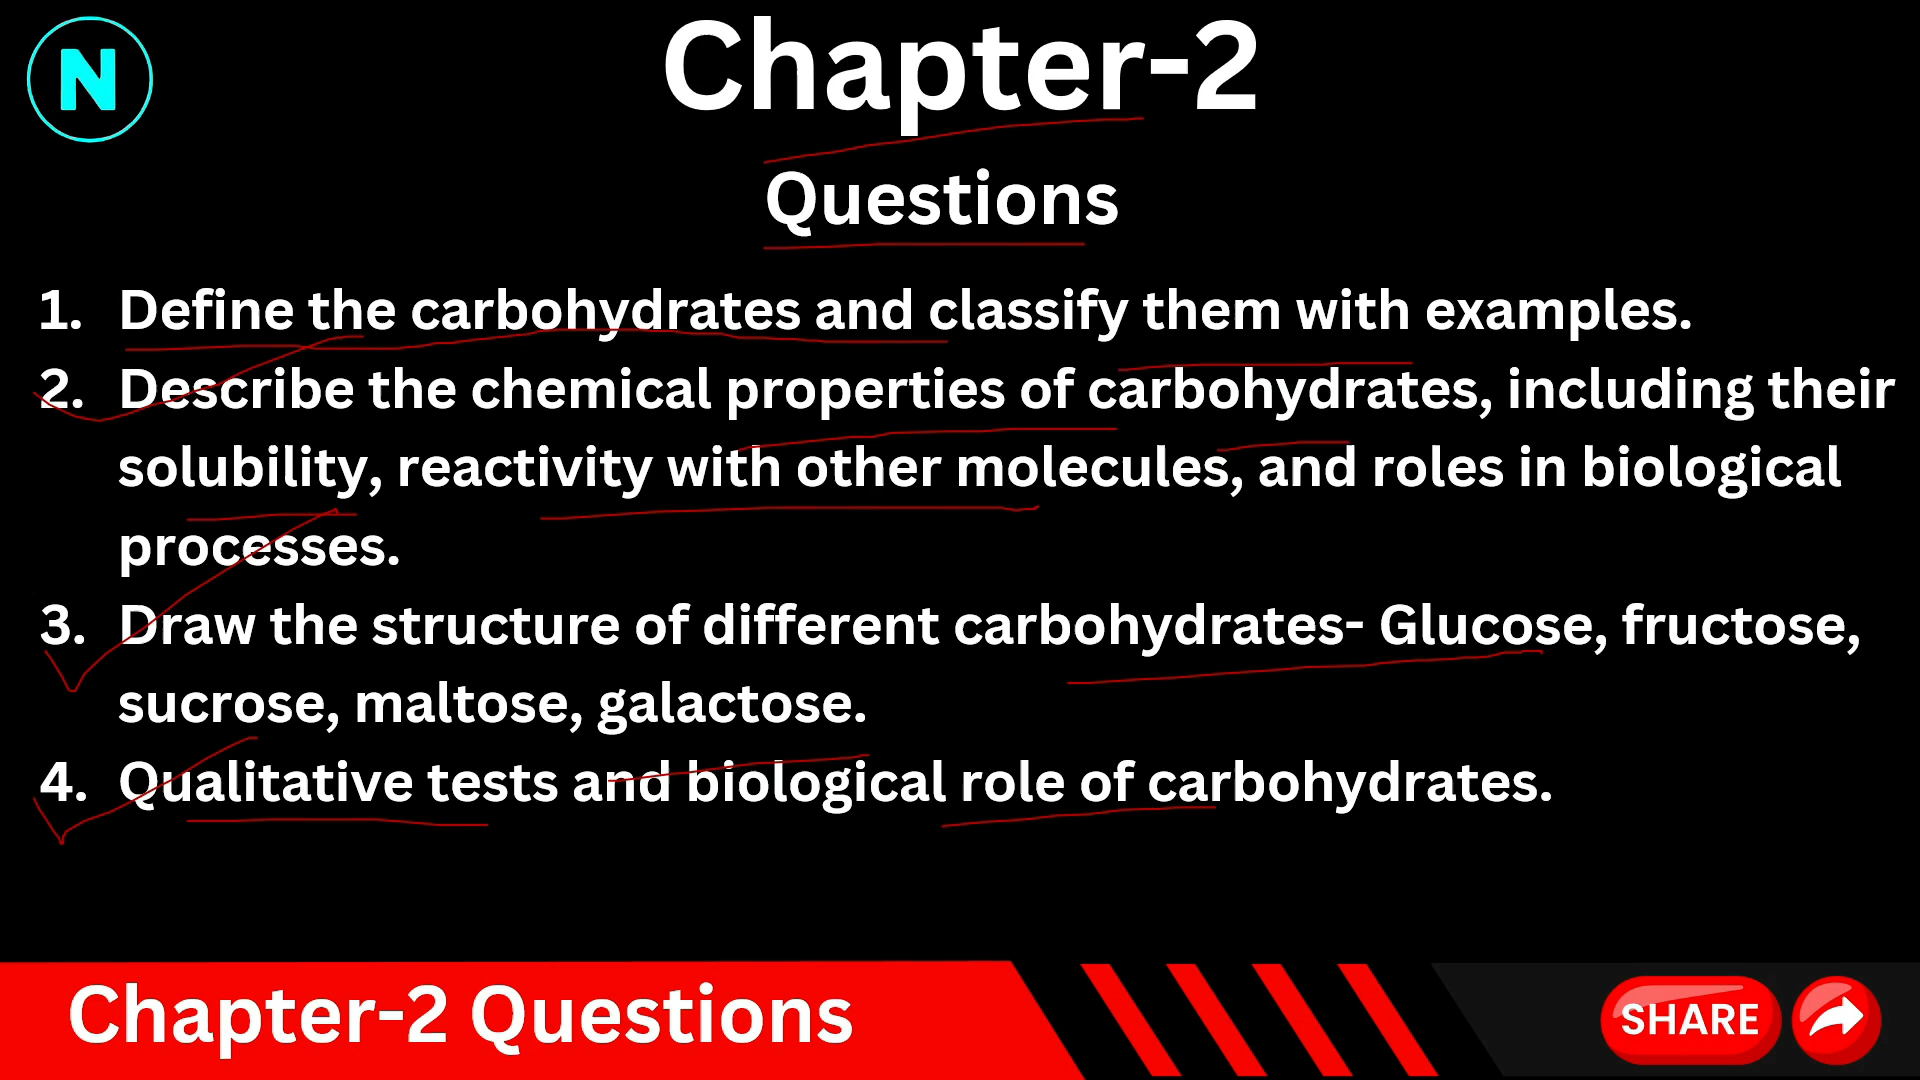 N
Chapter-2
Questions
1. Define the carbohydrates and classify them with examples.
2. Describe the chemical properties of carbohydrates, including their
solubility, reactivity with other molecules, and roles in biological
processes.
3. Draw the structure of different carbohydrates- Glucose, fructose,
sucrose, maltose, galactose.
4. Qualitative tests and biological role of carbohydrates.
Chapter-2 Questions
SHARE